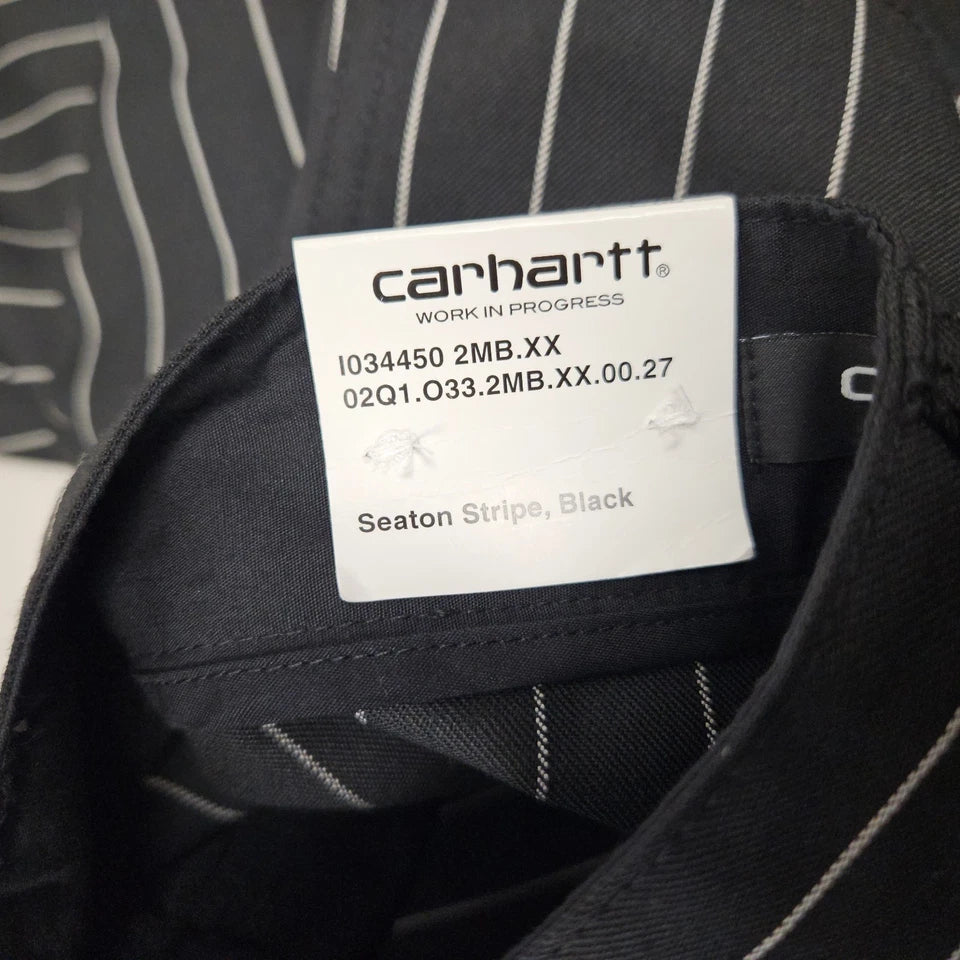 carhartt®
WORK IN PROGRESS
I034450 2MB.XX
02Q1.O33.2MB.XX.00.27
Seaton Stripe, Black